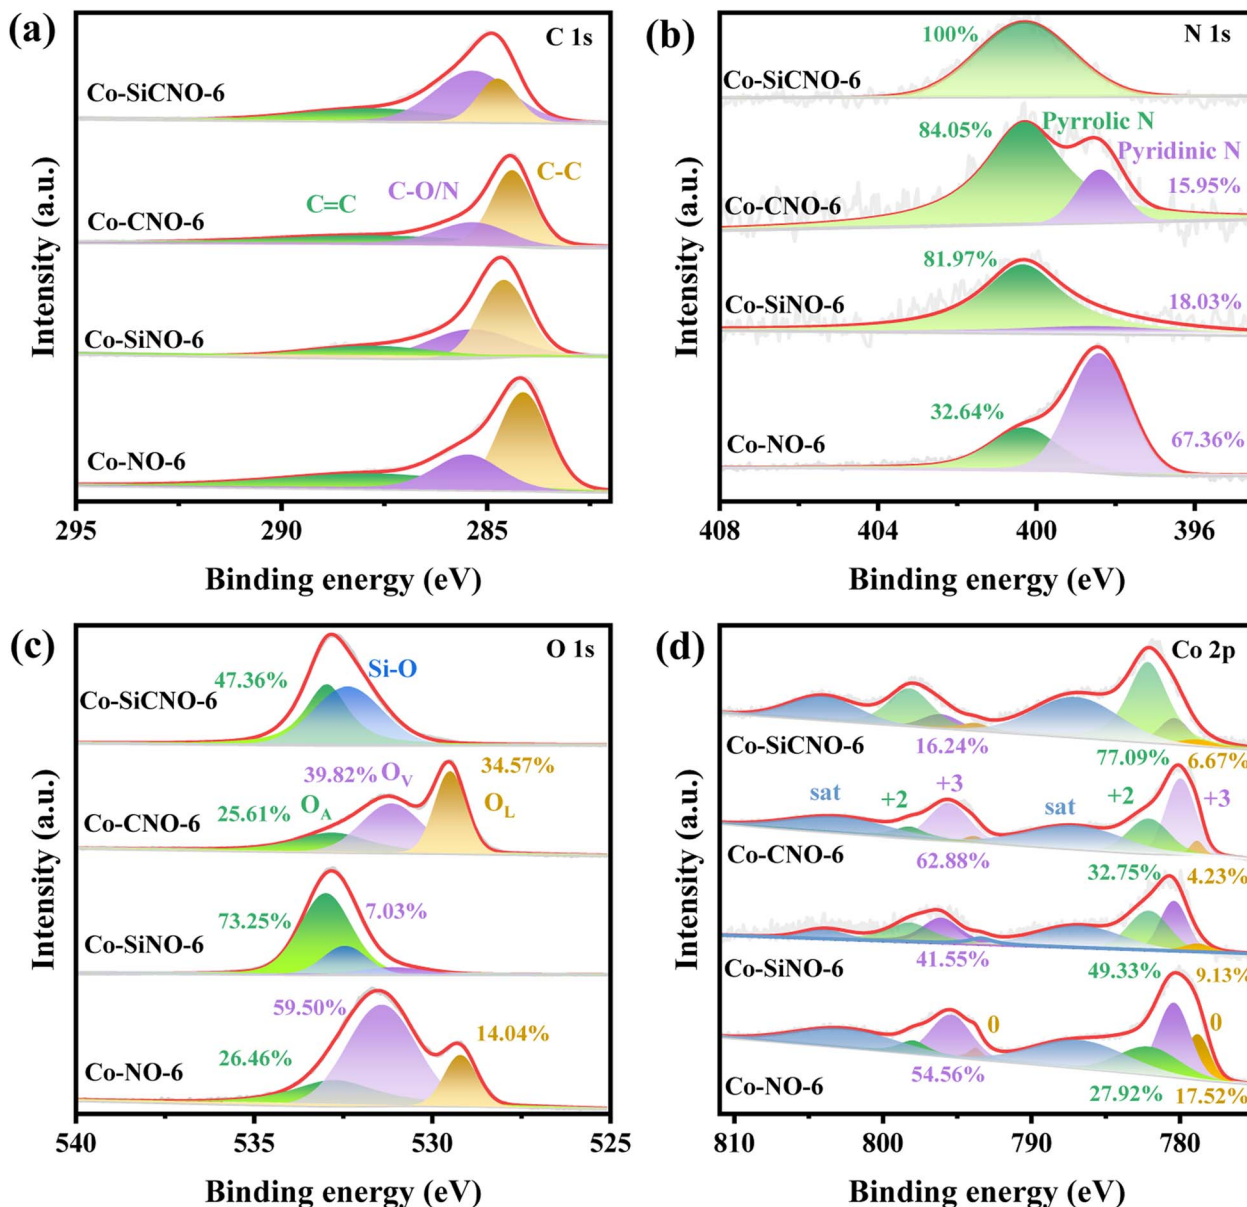 (a)
C 1s
Co-SiCNO-6
Co-CNO-6
C=C
C-O/N
C-C
Co-SiNO-6
Co-NO-6
Intensity (a.u.)
295
290
285
Binding energy (eV)
(b)
N 1s
100%
Co-SiCNO-6
84.05%
Pyrrolic N
Pyridinic N
15.95%
Co-CNO-6
81.97%
18.03%
Co-SiNO-6
32.64%
67.36%
Co-NO-6
Intensity (a.u.)
408
404
400
396
Binding energy (eV)
(c)
O 1s
47.36%
Si-O
Co-SiCNO-6
39.82% O_V
34.57%
25.61%
O_A
O_L
Co-CNO-6
73.25%
7.03%
Co-SiNO-6
59.50%
14.04%
26.46%
Co-NO-6
Intensity (a.u.)
540
535
530
525
Binding energy (eV)
(d)
Co 2p
Co-SiCNO-6
16.24%
77.09%
6.67%
sat
+2
+3
sat
+2
+3
Co-CNO-6
62.88%
32.75%
4.23%
Co-SiNO-6
41.55%
49.33%
9.13%
0
0
Co-NO-6
54.56%
27.92%
17.52%
Intensity (a.u.)
810
800
790
780
Binding energy (eV)